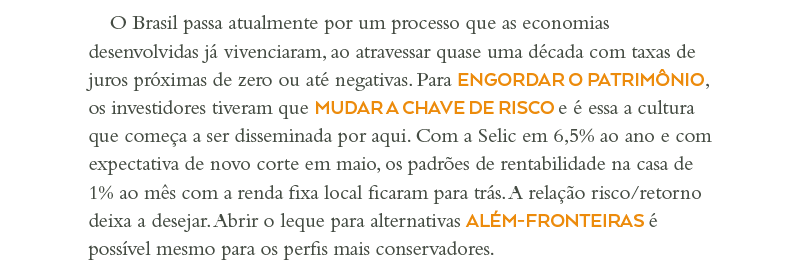 O Brasil passa atualmente por um processo que as economias
desenvolvidas já vivenciaram, ao atravessar quase uma década com taxas de
juros próximas de zero ou até negativas. Para ENGORDAR O PATRIMÔNIO,
os investidores tiveram que MUDAR A CHAVE DE RISCO e é essa a cultura
que começa a ser disseminada por aqui. Com a Selic em 6,5% ao ano e com
expectativa de novo corte em maio, os padrões de rentabilidade na casa de
1% ao mês com a renda fixa local ficaram para trás. A relação risco/retorno
deixa a desejar. Abrir o leque para alternativas ALÉM-FRONTEIRAS é
possível mesmo para os perfis mais conservadores.